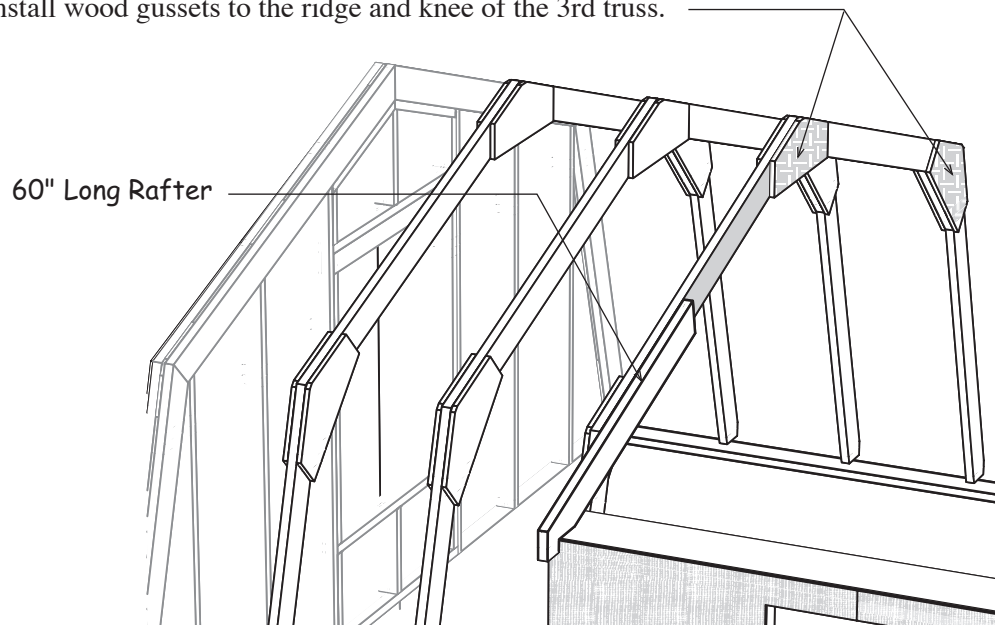 nstall wood gussets to the ridge and knee of the 3rd truss.
60" Long Rafter